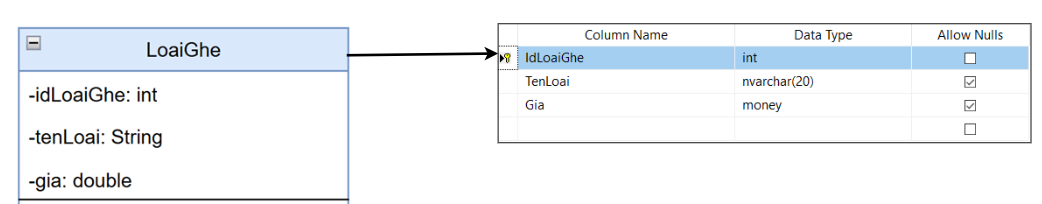 LoaiGhe
-idLoaiGhe: int
-tenLoai: String
-gia: double
Column Name Data Type Allow Nulls
IdLoaiGhe int
TenLoai nvarchar(20)
Gia money